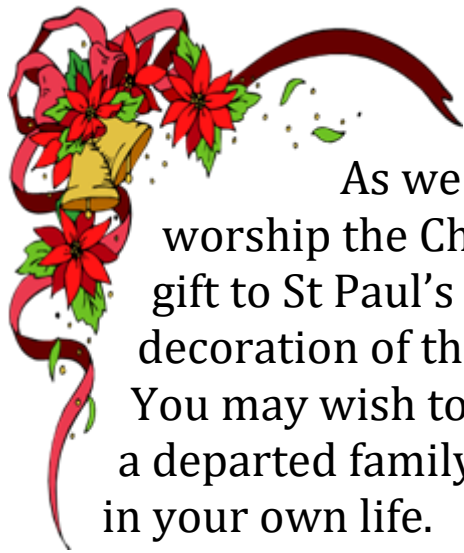 As we
worship the Ch
gift to St Paul’s
decoration of th
You may wish to
a departed family
in your own life.